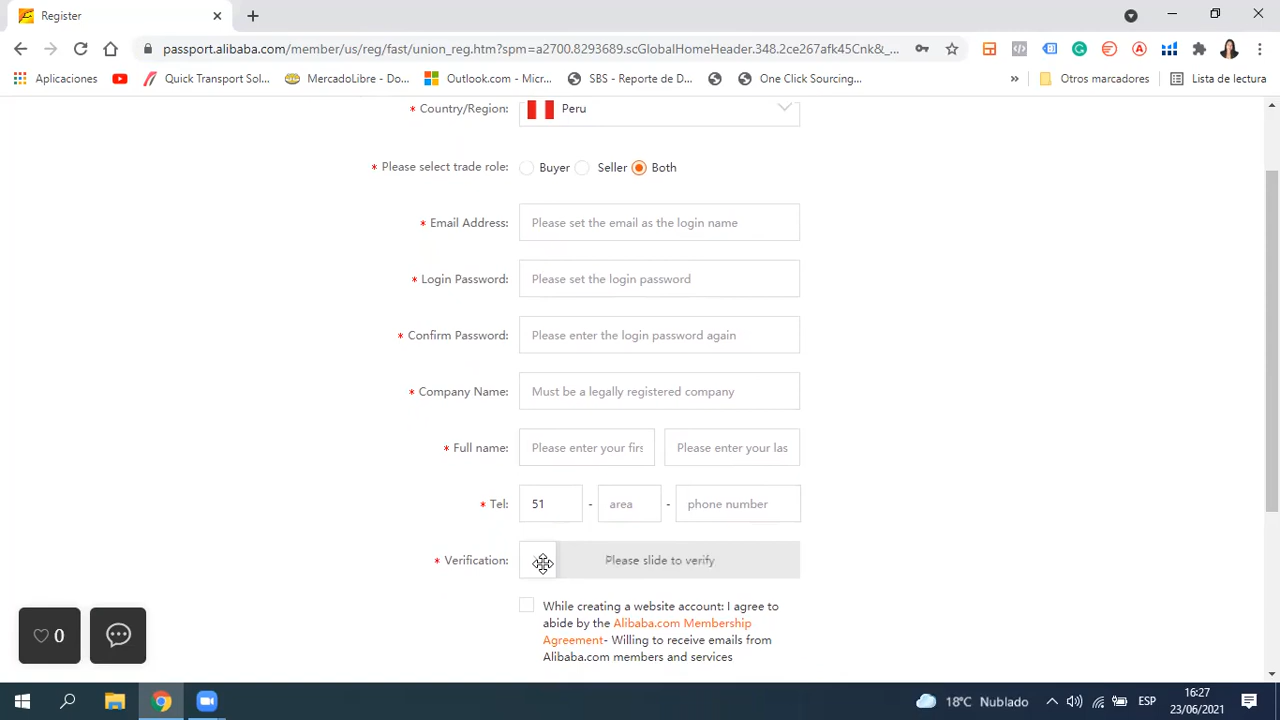 Register
passport.alibaba.com/member/us/reg/fast/union_reg.htm?spm=a2700.8293689.scGlobalHomeHeader.348.2ce267afk45Cnk&_...
Aplicaciones
Quick Transport Sol...
MercadoLibre - Do...
Outlook.com - Micr...
SBS - Reporte de D...
One Click Sourcing...
»
Otros marcadores
Lista de lectura
* Country/Region: Peru
* Please select trade role: Buyer Seller Both
* Email Address: Please set the email as the login name
* Login Password: Please set the login password
* Confirm Password: Please enter the login password again
* Company Name: Must be a legally registered company
* Full name: Please enter your firs Please enter your las
* Tel: 51 - area - phone number
* Verification: Please slide to verify
While creating a website account: I agree to
abide by the Alibaba.com Membership
Agreement- Willing to receive emails from
Alibaba.com members and services
0
18°C Nublado
ESP
16:27
23/06/2021